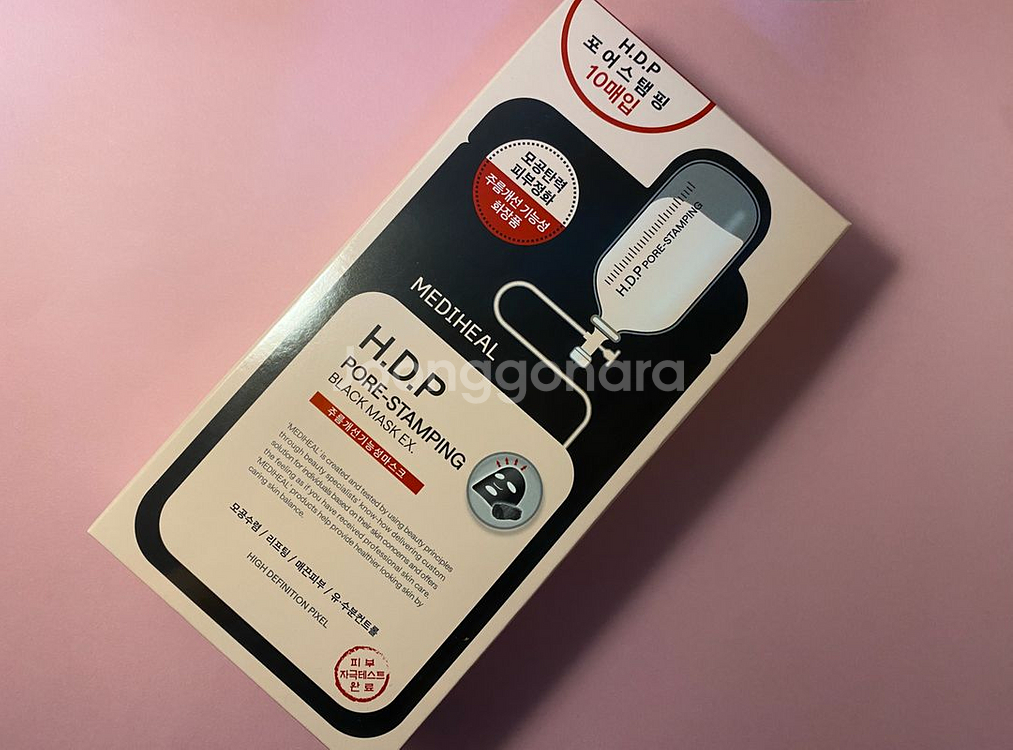 H.D.P
포어스탬핑
10매입
모공탄력
피부정화
주름개선 기능성
화장품
H.D.P PORE-STAMPING
MEDIHEAL
H.D.P
PORE-STAMPING
BLACK MASK EX.
주름개선기능성마스크
'MEDIHEAL' is created and tested by using beauty principles
through beauty specialists' know-how delivering custom
solution for individuals based on their skin concerns and offers
the feeling as if you have received professional skin care.
'MEDIHEAL' products help provide healthier looking skin by
caring skin balance.
모공수렴 / 리프팅 / 매끈피부 / 유·수분컨트롤
HIGH DEFINITION PIXEL
피부
자극테스트
완료